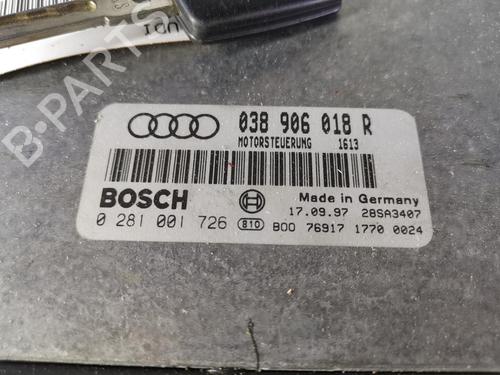 038 906 018 R
MOTORSTEUERUNG 1613
BOSCH
Made in Germany
0 281 001 726
17.09.97 28SA3407
810
B00 76917 1770 0024
B-PARTS